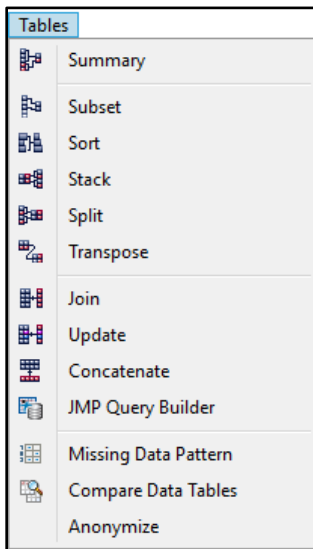 Tables
Summary
Subset
Sort
Stack
Split
Transpose
Join
Update
Concatenate
JMP Query Builder
Missing Data Pattern
Compare Data Tables
Anonymize